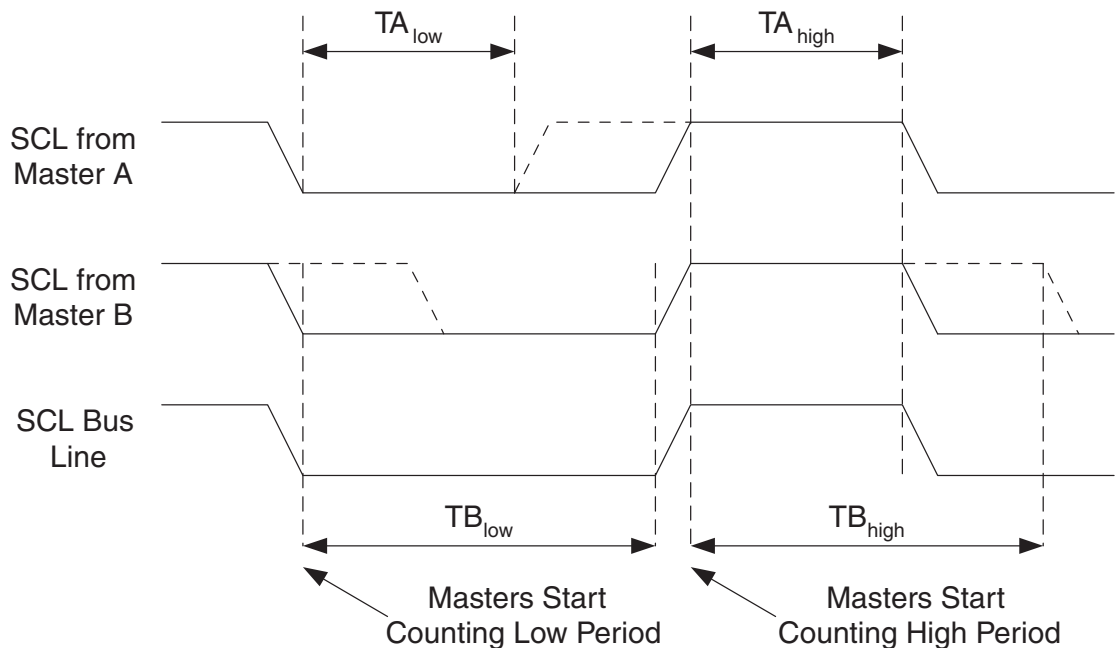 TA low
TA high
SCL from
Master A
SCL from
Master B
SCL Bus
Line
TB low
TB high
Masters Start
Counting Low Period
Masters Start
Counting High Period